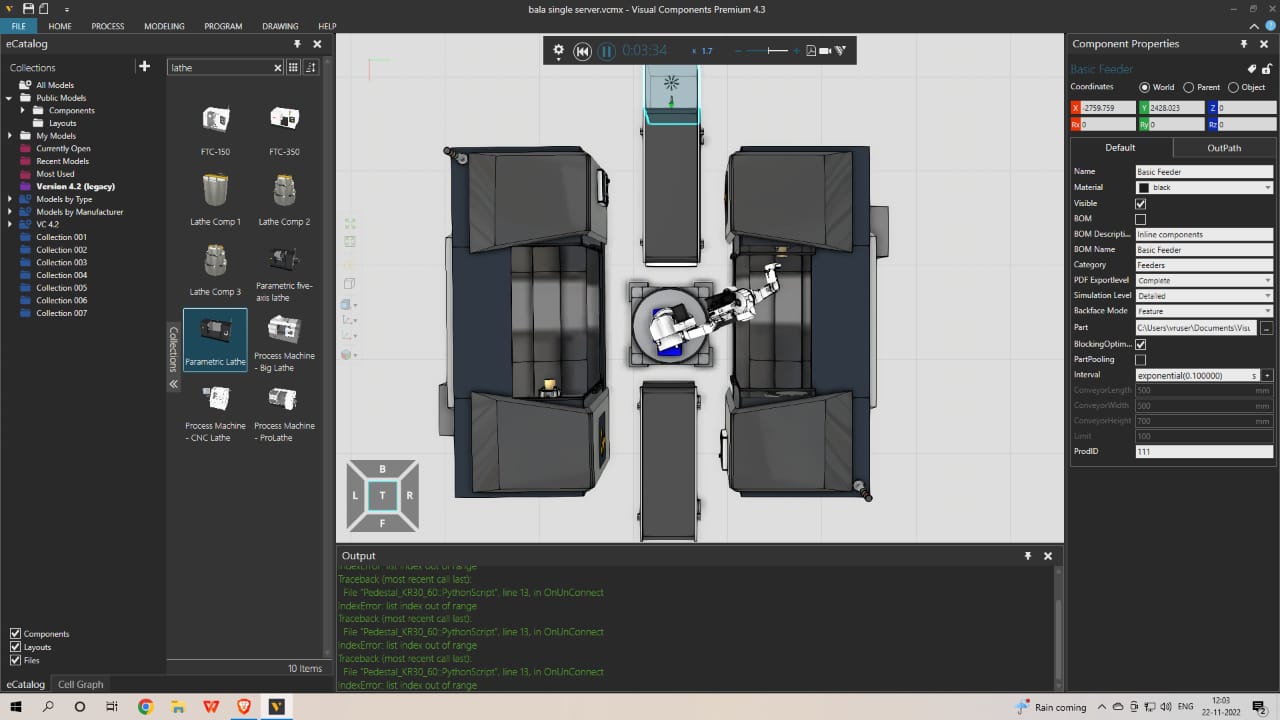 bala single server.vcmx - Visual Components Premium 4.3
FILE HOME PROCESS MODELING PROGRAM DRAWING HELP
eCatalog
Collections
lathe
All Models
Public Models
Components
Layouts
My Models
Currently Open
Recent Models
Most Used
Version 4.2 (legacy)
Models by Type
Models by Manufacturer
VC 4.2
Collection 001
Collection 002
Collection 003
Collection 004
Collection 005
Collection 006
Collection 007
Components
Layouts
Files
eCatalog Cell Graph
FTC-150 FTC-350
Lathe Comp 1 Lathe Comp 2
Lathe Comp 3 Parametric five-
axis lathe
Parametric Lathe Process Machine
- Big Lathe
Process Machine Process Machine
- CNC Lathe - ProLathe
10 Items
Collections
0:03:34 x 1.7
B
L T R
F
Output
IndexError: list index out of range
Traceback (most recent call last):
File "Pedestal_KR30_60::PythonScript", line 13, in OnUnConnect
IndexError: list index out of range
Traceback (most recent call last):
File "Pedestal_KR30_60::PythonScript", line 13, in OnUnConnect
IndexError: list index out of range
Traceback (most recent call last):
File "Pedestal_KR30_60::PythonScript", line 13, in OnUnConnect
IndexError: list index out of range
Component Properties
Basic Feeder
Coordinates World Parent Object
X -2759.759 Y 2428.023 Z 0
Rx 0 Ry 0 Rz 0
Default OutPath
Name Basic Feeder
Material black
Visible
BOM
BOM Descripti... Inline components
BOM Name Basic Feeder
Category Feeders
PDF Exportlevel Complete
Simulation Level Detailed
Backface Mode Feature
Part C:\Users\vruser\Documents\Visu
BlockingOptim...
PartPooling
Interval exponential(0.100000) s
ConveyorLength 500 mm
ConveyorWidth 500 mm
ConveyorHeight 700 mm
Limit 100
ProdID 111
Rain coming ENG 12:03
22-11-2022 2